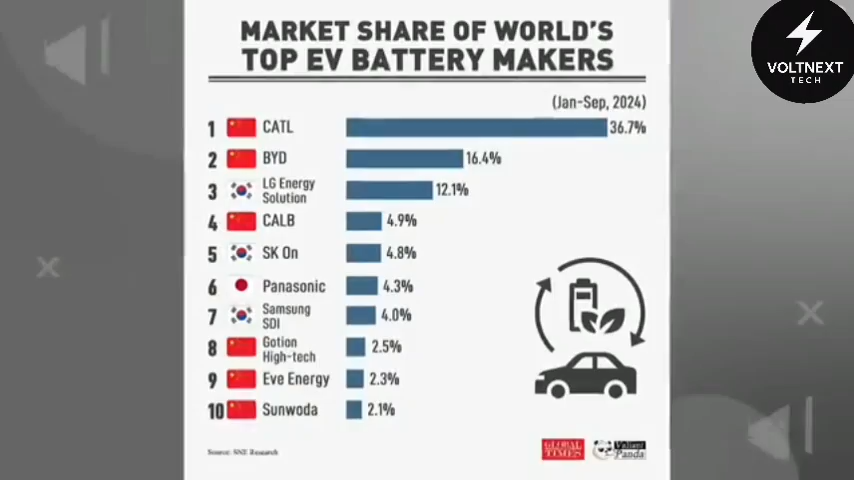 MARKET SHARE OF WORLD'S
TOP EV BATTERY MAKERS
(Jan-Sep, 2024)
1 CATL 36.7%
2 BYD 16.4%
3 LG Energy
Solution 12.1%
4 CALB 4.9%
5 SK On 4.8%
6 Panasonic 4.3%
7 Samsung
SDI 4.0%
8 Gotion
High-tech 2.5%
9 Eve Energy 2.3%
10 Sunwoda 2.1%
Source: SNE Research
GLOBAL
TIMES
Valiant
Panda
VOLTNEXT
TECH